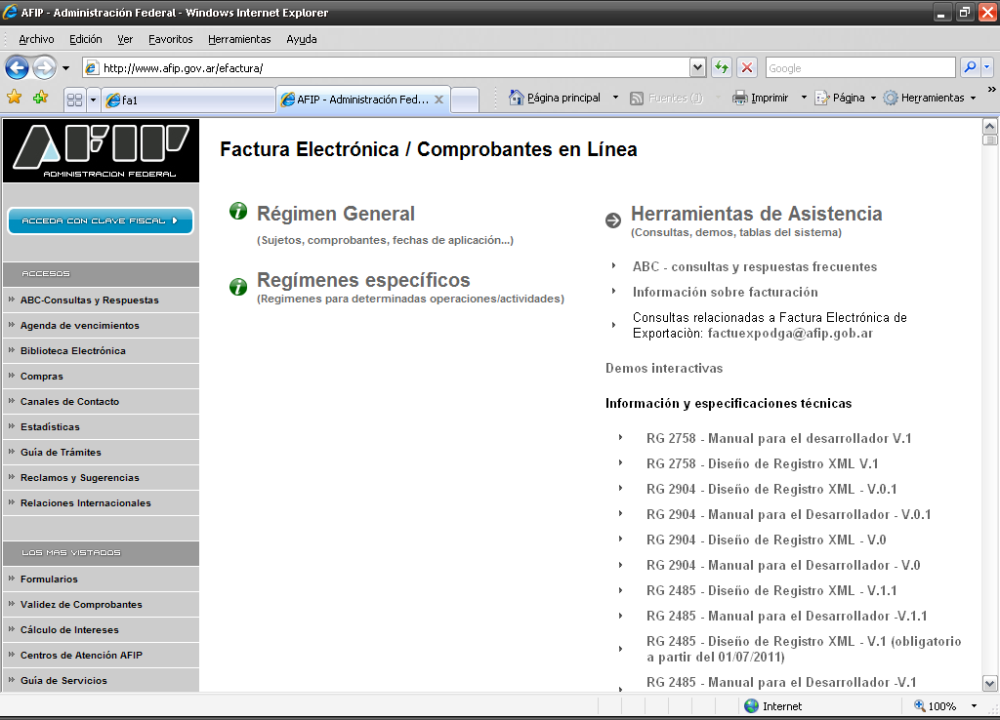 AFIP - Administración Federal - Windows Internet Explorer
Archivo Edición Ver Favoritos Herramientas Ayuda
http://www.afip.gov.ar/efactura/
Google
fa1
AFIP - Administración Fed...
Página principal
Fuentes (J)
Imprimir
Página
Herramientas
AFIP
ADMINISTRACION FEDERAL
ACCEDA CON CLAVE FISCAL
ACCESOS
ABC-Consultas y Respuestas
Agenda de vencimientos
Biblioteca Electrónica
Compras
Canales de Contacto
Estadísticas
Guía de Trámites
Reclamos y Sugerencias
Relaciones Internacionales
LOS MAS VISTADOS
Formularios
Validez de Comprobantes
Cálculo de Intereses
Centros de Atención AFIP
Guía de Servicios
Factura Electrónica / Comprobantes en Línea
Régimen General
(Sujetos, comprobantes, fechas de aplicación...)
Regímenes específicos
(Regimenes para determinadas operaciones/actividades)
Herramientas de Asistencia
(Consultas, demos, tablas del sistema)
ABC - consultas y respuestas frecuentes
Información sobre facturación
Consultas relacionadas a Factura Electrónica de
Exportaciòn: factuexpodga@afip.gob.ar
Demos interactivas
Información y especificaciones técnicas
RG 2758 - Manual para el desarrollador V.1
RG 2758 - Diseño de Registro XML V.1
RG 2904 - Diseño de Registro XML - V.0.1
RG 2904 - Manual para el Desarrollador - V.0.1
RG 2904 - Diseño de Registro XML - V.0
RG 2904 - Manual para el Desarrollador - V.0
RG 2485 - Diseño de Registro XML - V.1.1
RG 2485 - Manual para el Desarrollador -V.1.1
RG 2485 - Diseño de Registro XML - V.1 (obligatorio
a partir del 01/07/2011)
RG 2485 - Manual para el Desarrollador -V.1
Internet
100%